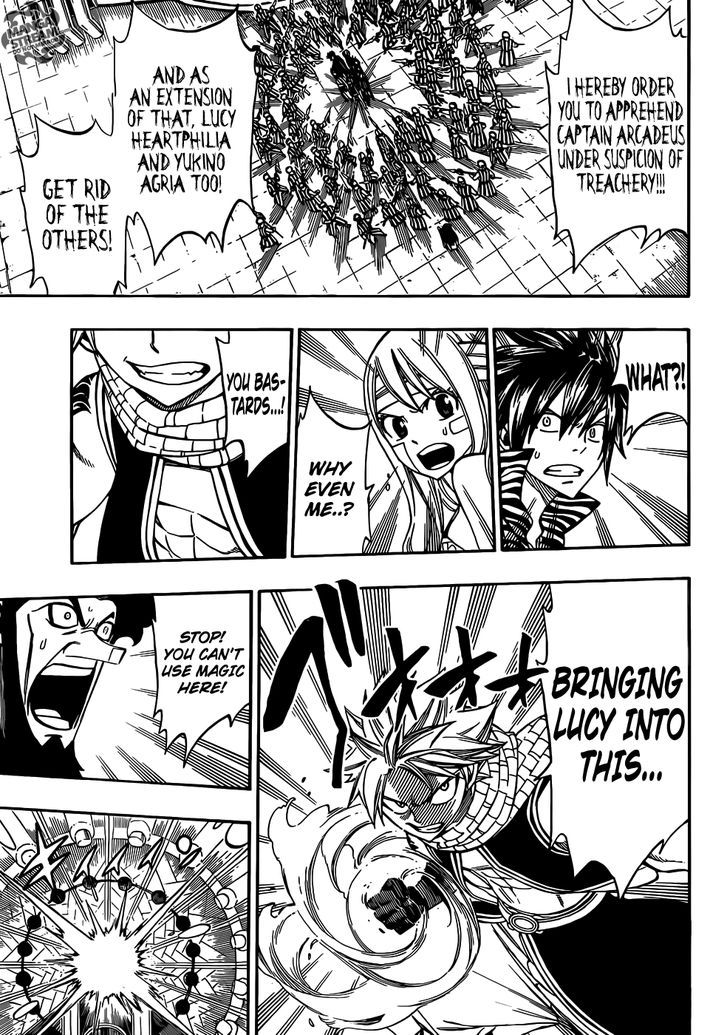 MANGA
STREAM
I HEREBY ORDER
YOU TO APPREHEND
CAPTAIN ARCADEUS
UNDER SUSPICION OF
TREACHERY!!!
AND AS
AN EXTENSION
OF THAT, LUCY
HEARTPHILIA
AND YUKINO
AGRIA TOO!
GET RID
OF THE
OTHERS!
WHAT?!
WHY
EVEN
ME..?
YOU BAS-
TARDS...!
BRINGING
LUCY INTO
THIS...
STOP!
YOU CAN'T
USE MAGIC
HERE!